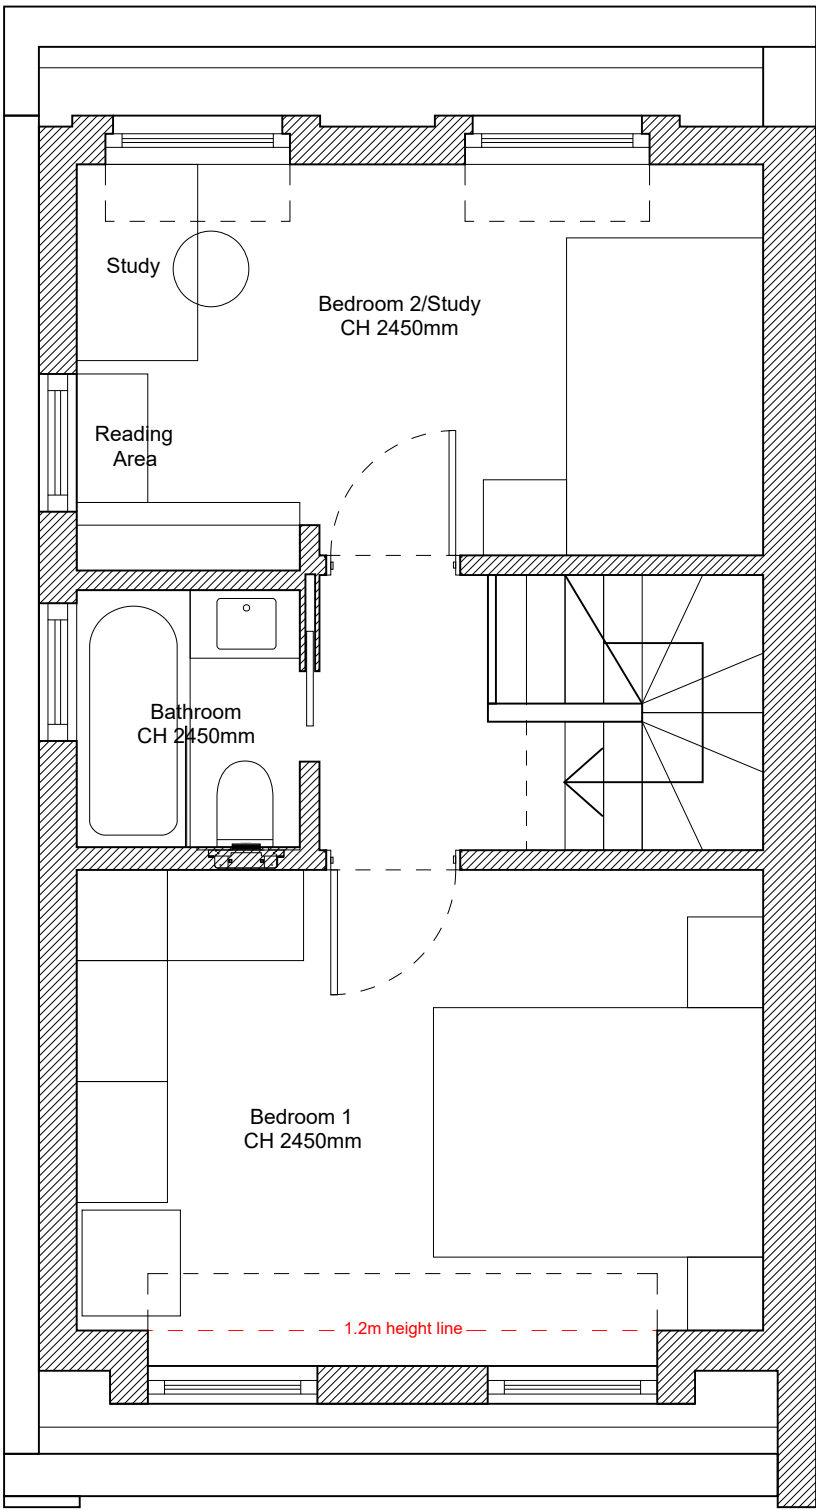 Study
Bedroom 2/Study
CH 2450mm
Reading
Area
Bathroom
CH 2450mm
Bedroom 1
CH 2450mm
1.2m height line